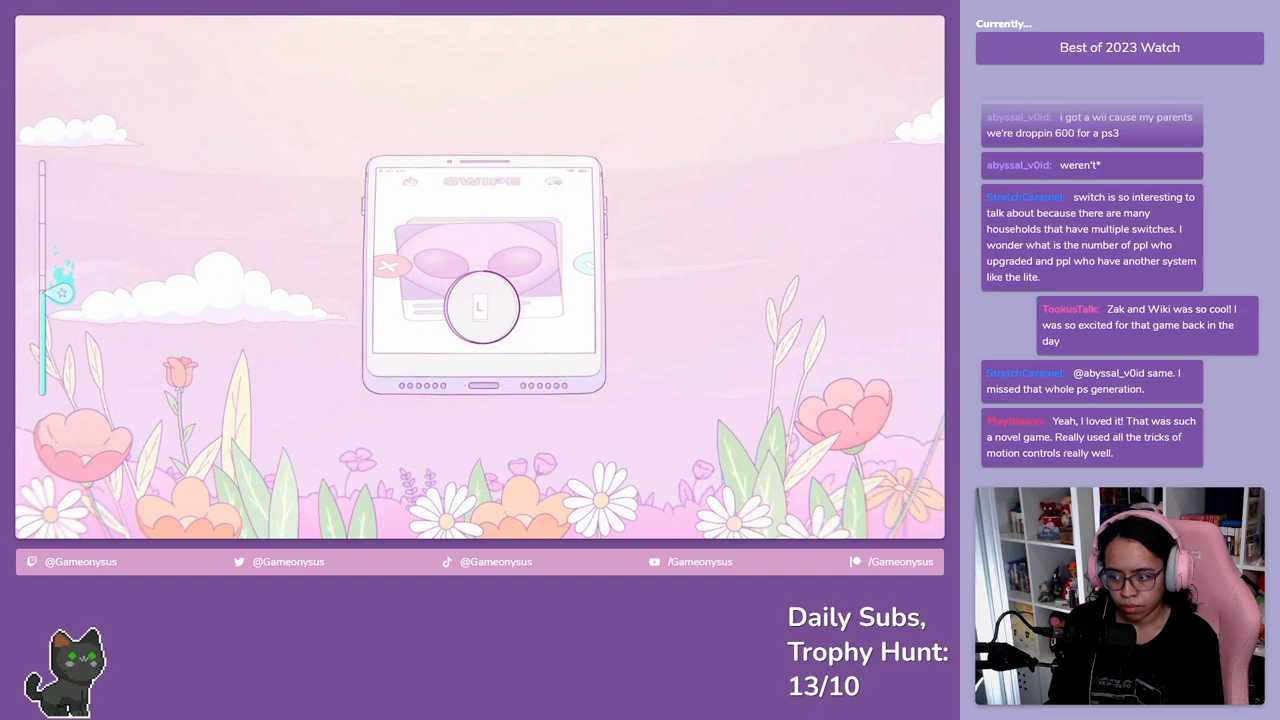 Currently...
Best of 2023 Watch
abyssal_v0id: i got a wii cause my parents
we're droppin 600 for a ps3
abyssal_v0id: weren't*
StretchCaramel: switch is so interesting to
talk about because there are many
households that have multiple switches. I
wonder what is the number of ppl who
upgraded and ppl who have another system
like the lite.
TookusTalk: Zak and Wiki was so cool! I
was so excited for that game back in the
day
StretchCaramel: @abyssal_v0id same. I
missed that whole ps generation.
Yeah, I loved it! That was such
a novel game. Really used all the tricks of
motion controls really well.
SWIPE
L
@Gameonysus
@Gameonysus
@Gameonysus
/Gameonysus
/Gameonysus
Daily Subs,
Trophy Hunt:
13/10